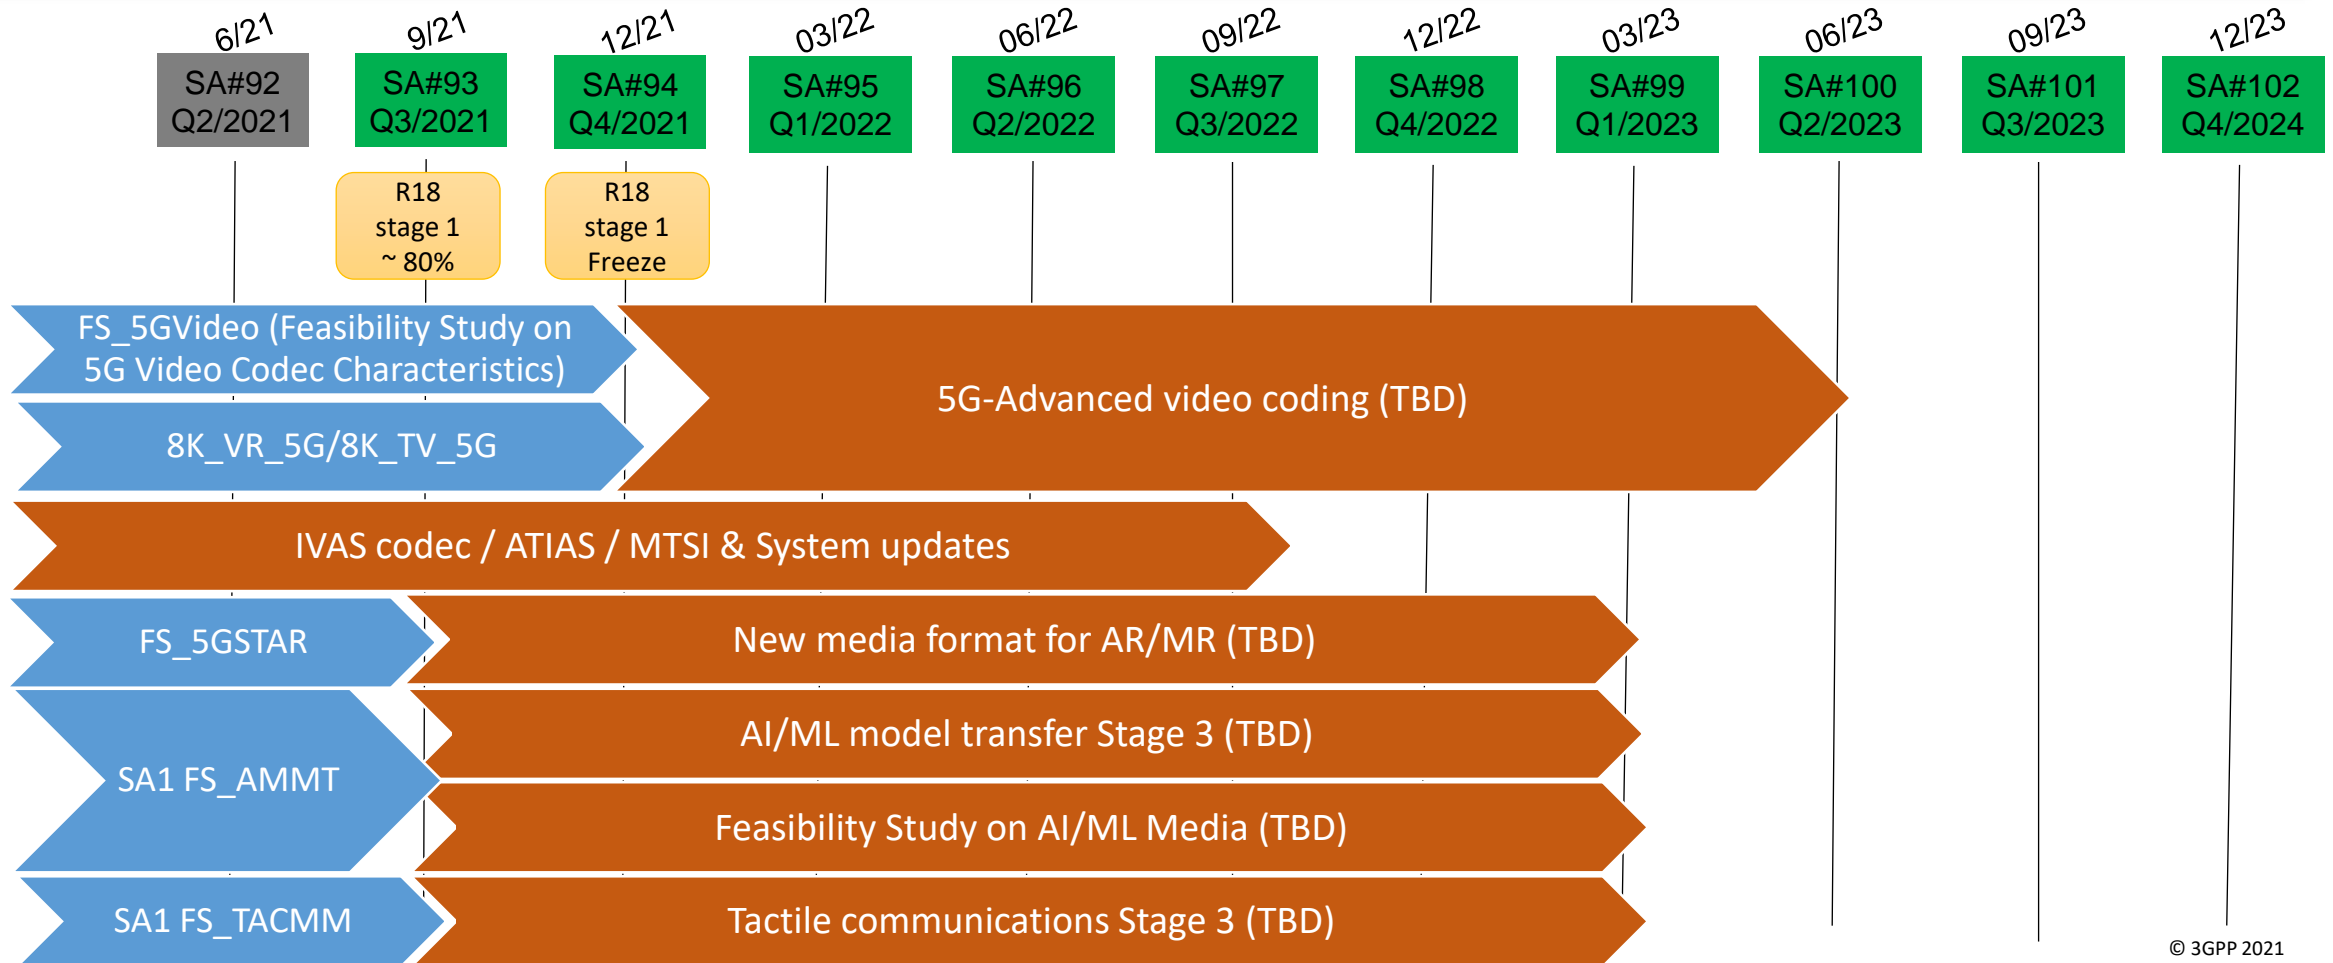 6/21
9/21
12/21
03/22
06/22
09/22
12/22
03/23
06/23
09/23
12/23
SA#92
Q2/2021
SA#93
Q3/2021
SA#94
Q4/2021
SA#95
Q1/2022
SA#96
Q2/2022
SA#97
Q3/2022
SA#98
Q4/2022
SA#99
Q1/2023
SA#100
Q2/2023
SA#101
Q3/2023
SA#102
Q4/2024
R18
stage 1
~ 80%
R18
stage 1
Freeze
FS_5GVideo (Feasibility Study on
5G Video Codec Characteristics)
5G-Advanced video coding (TBD)
8K_VR_5G/8K_TV_5G
IVAS codec / ATIAS / MTSI & System updates
FS_5GSTAR
New media format for AR/MR (TBD)
SA1 FS_AMMT
AI/ML model transfer Stage 3 (TBD)
Feasibility Study on AI/ML Media (TBD)
SA1 FS_TACMM
Tactile communications Stage 3 (TBD)
© 3GPP 2021